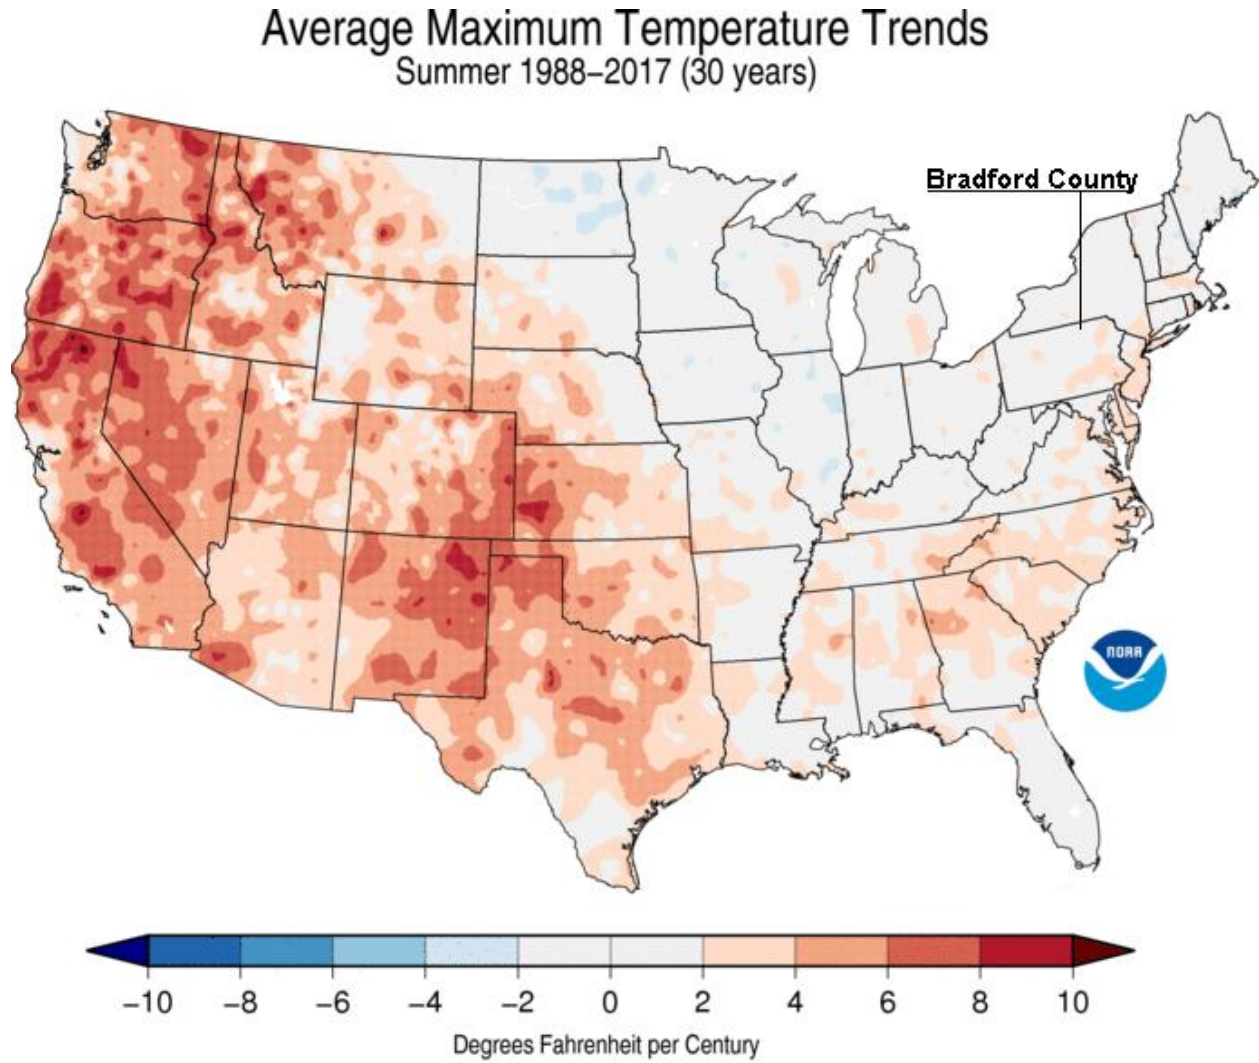 Average Maximum Temperature Trends
Summer 1988–2017 (30 years)
Bradford County
NOAA
−10 −8 −6 −4 −2 0 2 4 6 8 10
Degrees Fahrenheit per Century